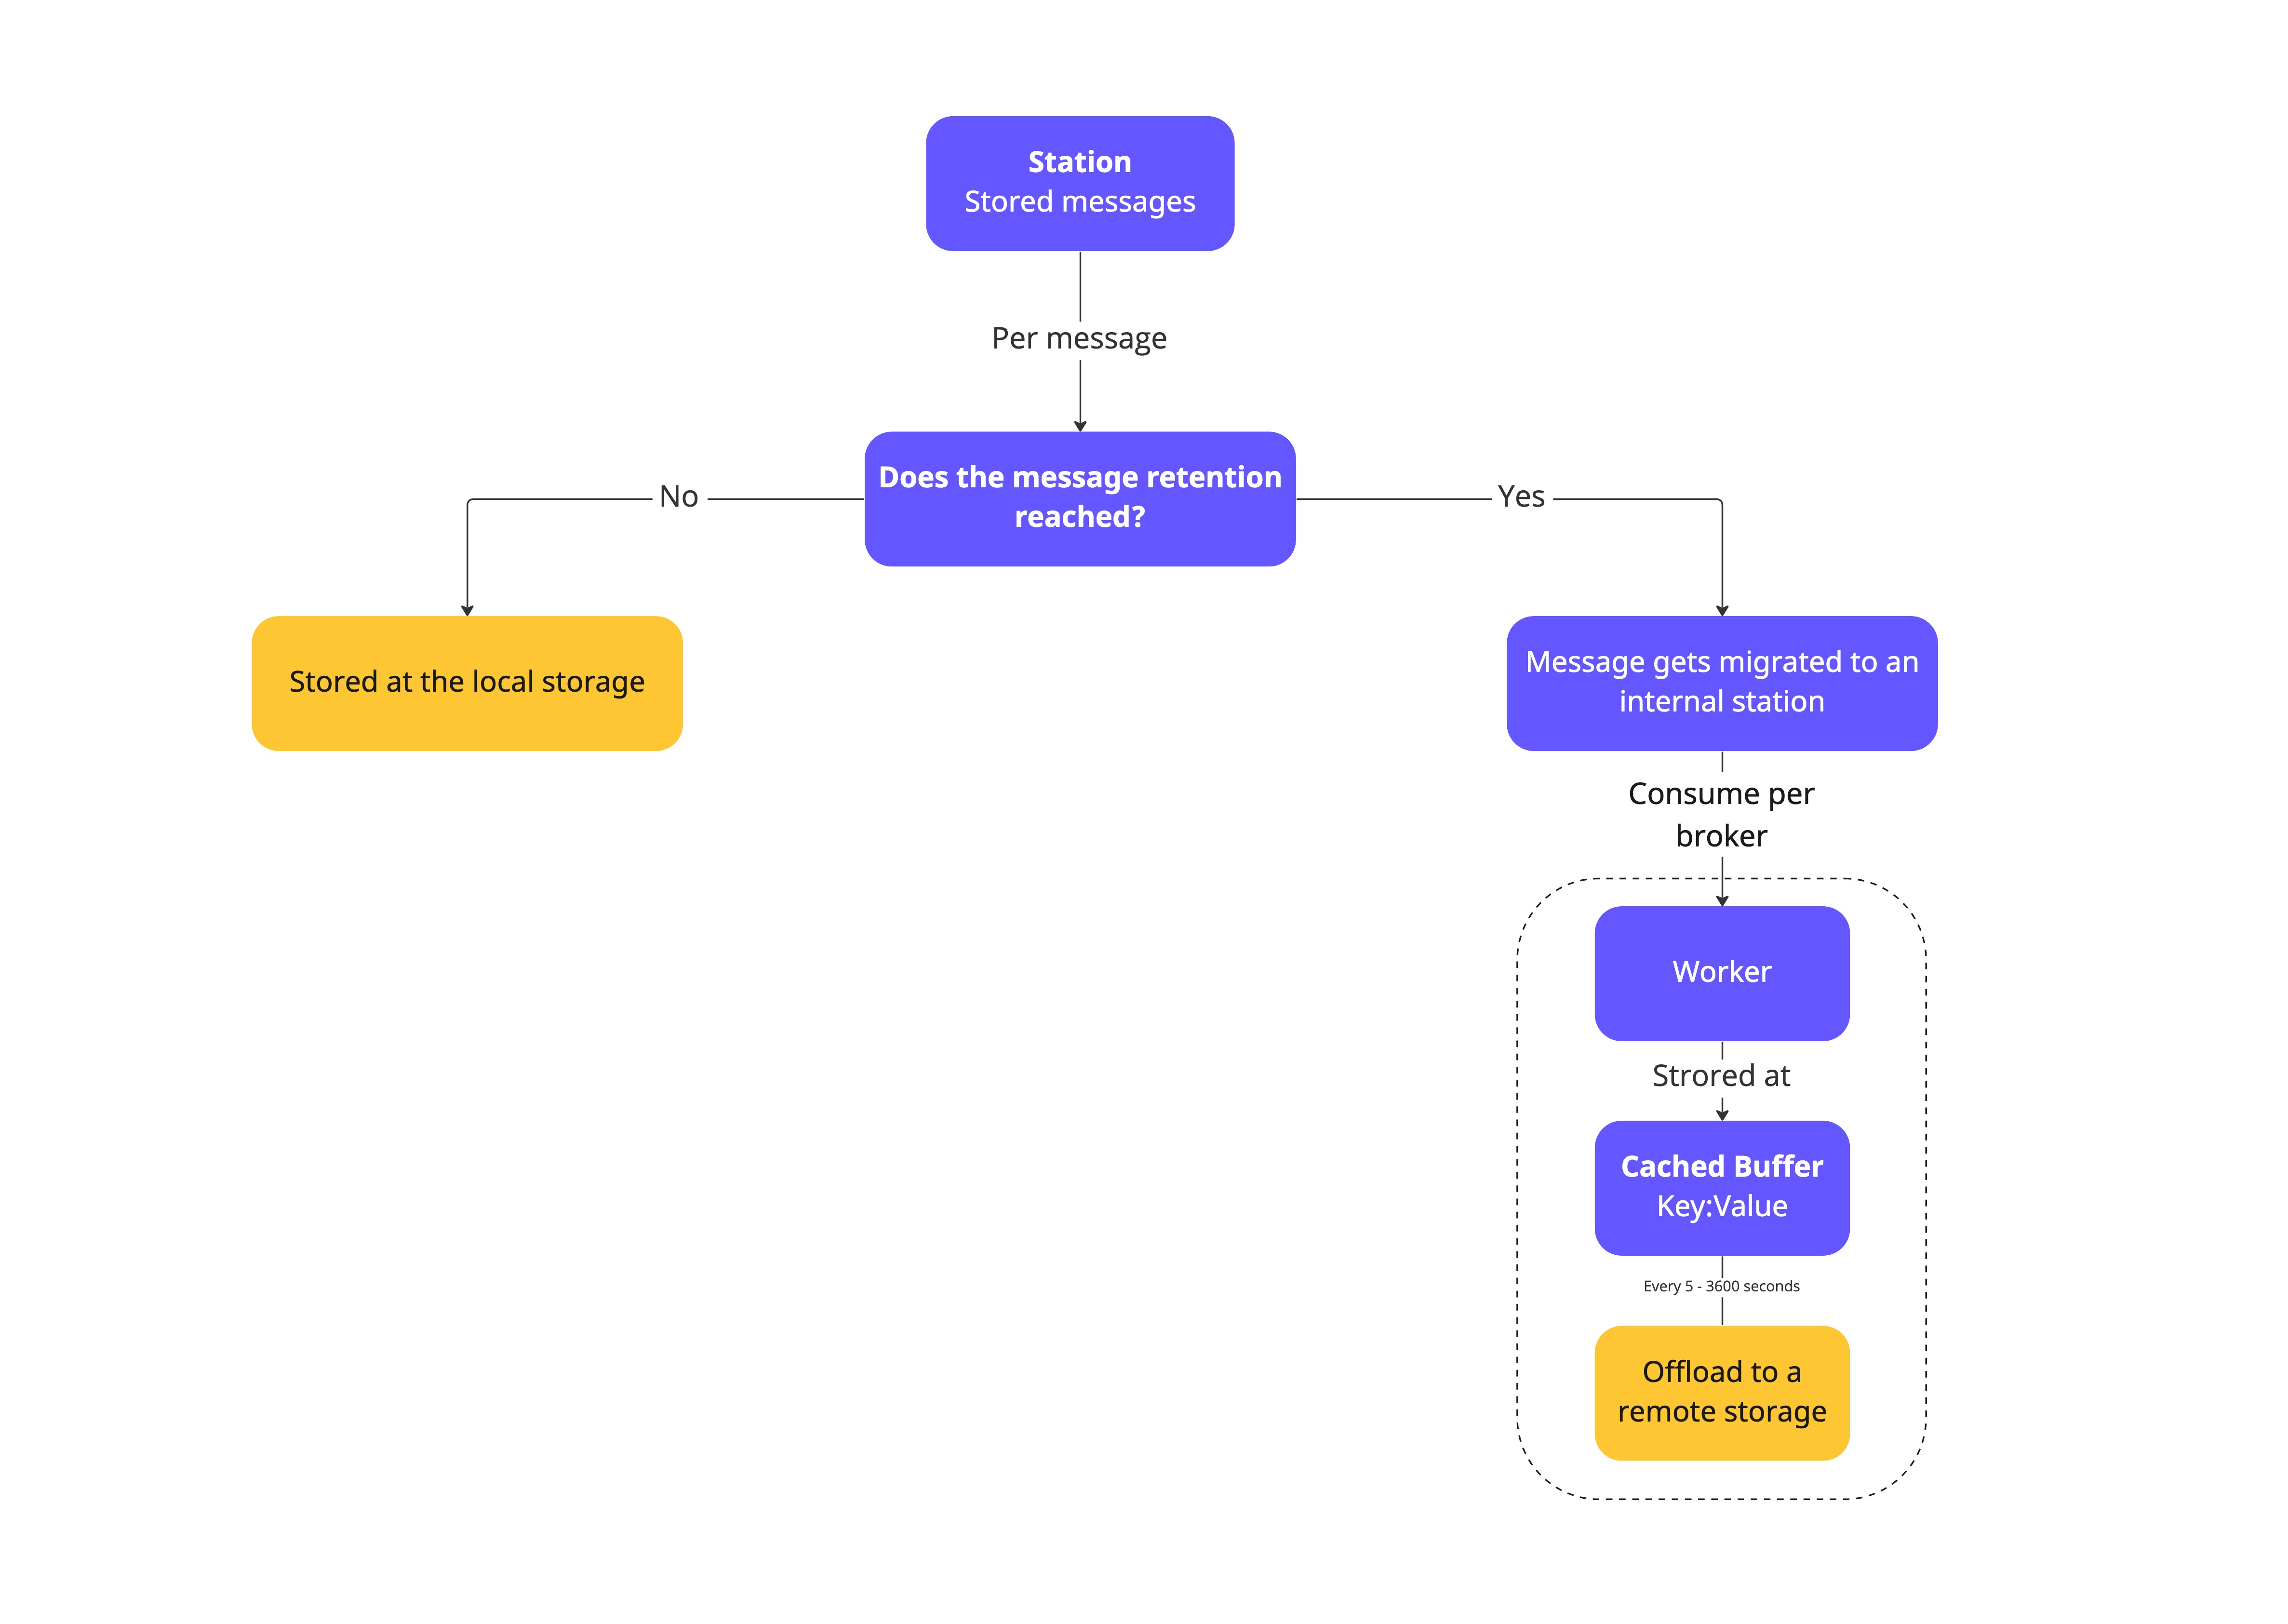 Station
Stored messages
Per message
Does the message retention
reached?
No
Yes
Stored at the local storage
Message gets migrated to an
internal station
Consume per
broker
Worker
Strored at
Cached Buffer
Key:Value
Every 5 - 3600 seconds
Offload to a
remote storage